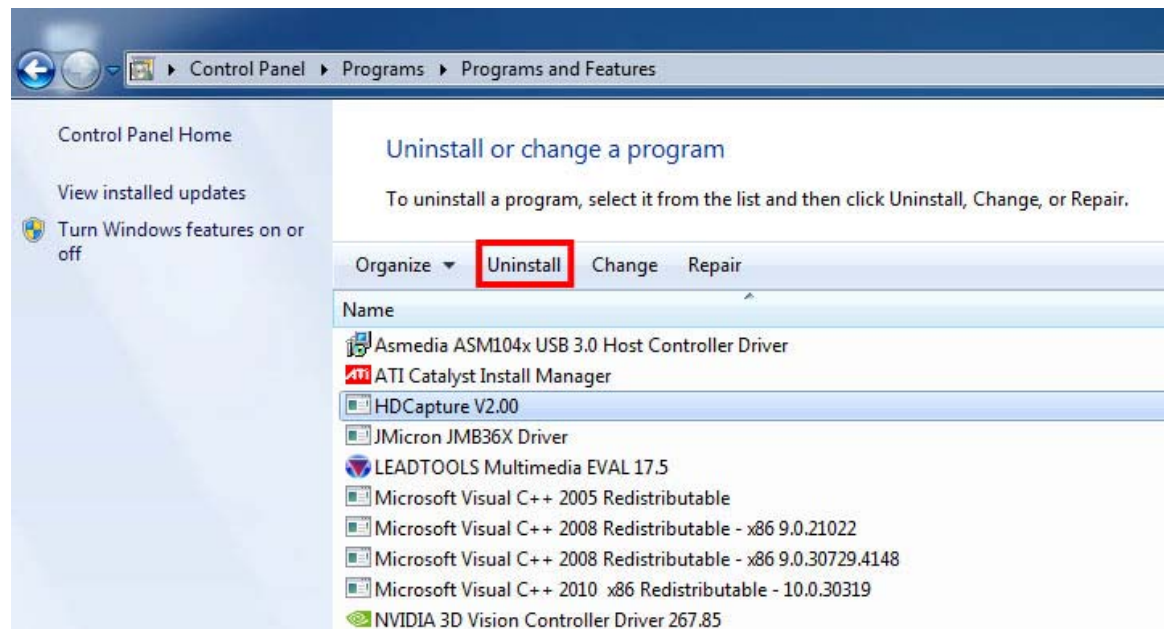 Control Panel ▸ Programs ▸ Programs and Features
Control Panel Home
View installed updates
Turn Windows features on or
off
Uninstall or change a program
To uninstall a program, select it from the list and then click Uninstall, Change, or Repair.
Organize Uninstall Change Repair
Name
Asmedia ASM104x USB 3.0 Host Controller Driver
ATI ATI Catalyst Install Manager
HDCapture V2.00
JMicron JMB36X Driver
LEADTOOLS Multimedia EVAL 17.5
Microsoft Visual C++ 2005 Redistributable
Microsoft Visual C++ 2008 Redistributable - x86 9.0.21022
Microsoft Visual C++ 2008 Redistributable - x86 9.0.30729.4148
Microsoft Visual C++ 2010  x86 Redistributable - 10.0.30319
NVIDIA 3D Vision Controller Driver 267.85